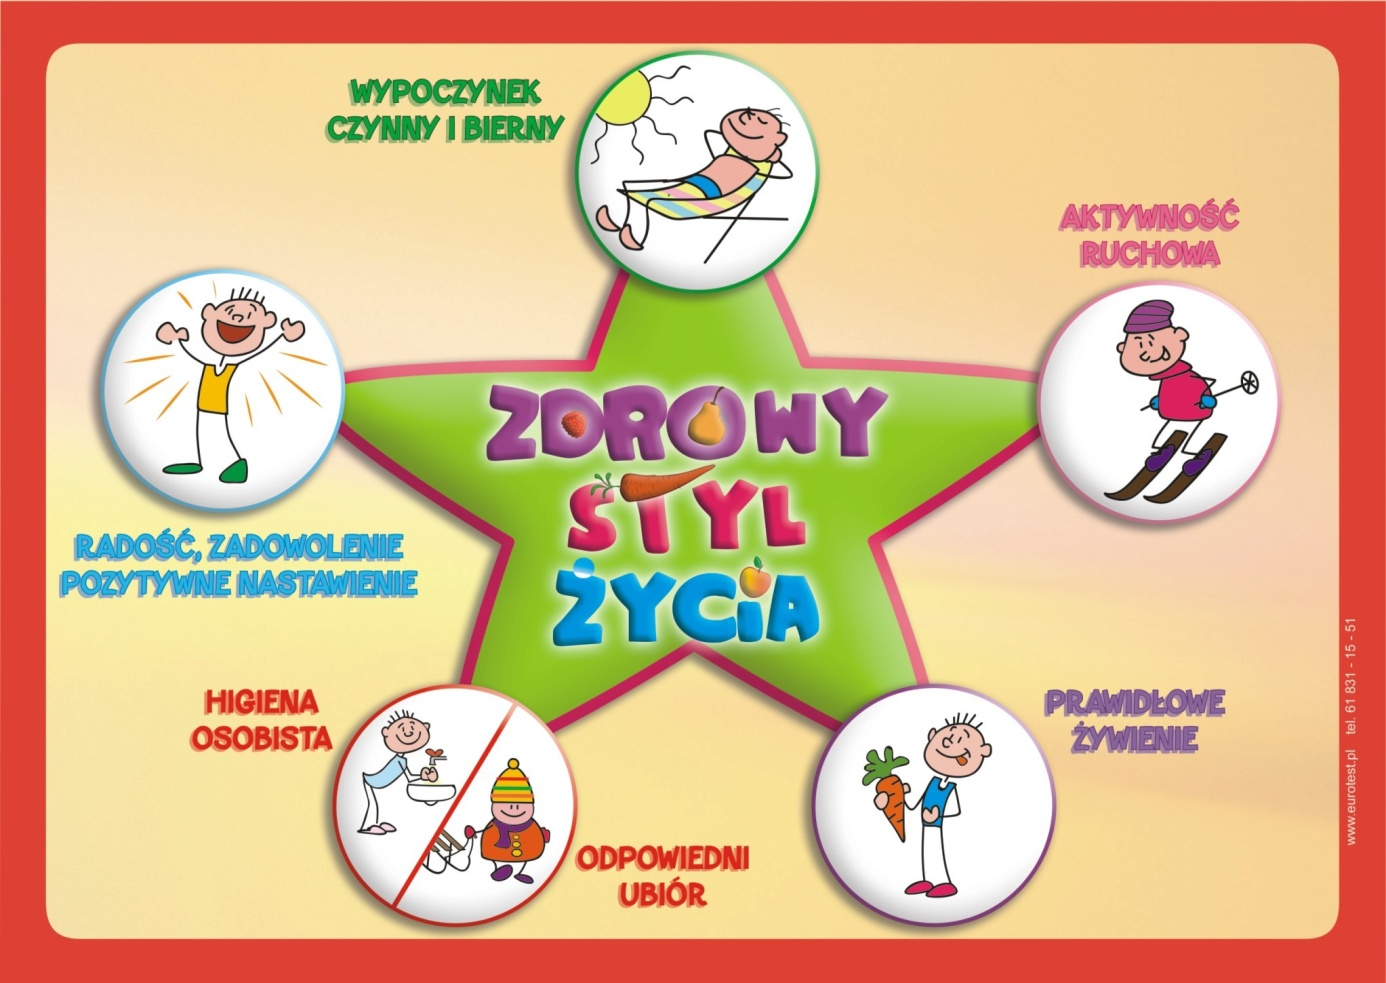 WYPOCZYNEK
CZYNNY I BIERNY
AKTYWNOŚĆ
RUCHOWA
ZDROWY
STYL
ŻYCiA
RADOŚĆ, ZADOWOLENIE
POZYTYWNE NASTAWIENIE
HIGIENA
OSOBISTA
ODPOWIEDNI
UBIÓR
PRAWIDŁOWE
ŻYWIENIE
www.eurotest.pl tel. 61 831 - 15 - 51